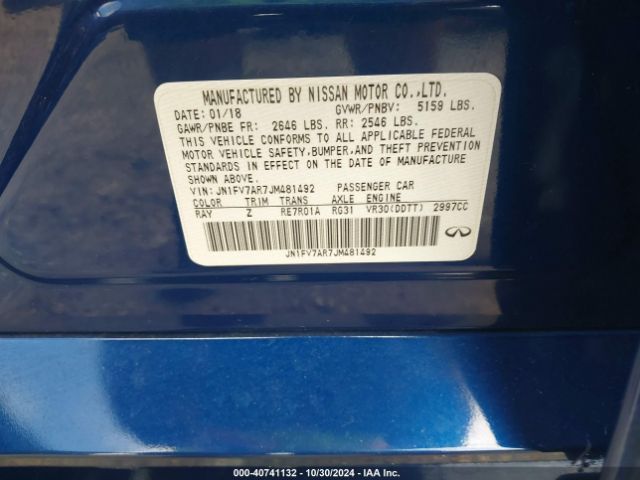 MANUFACTURED BY NISSAN MOTOR CO.,LTD.
DATE: 01/18 GVWR/PNBV: 5159 LBS.
GAWR/PNBE FR: 2646 LBS. RR: 2546 LBS.
THIS VEHICLE CONFORMS TO ALL APPLICABLE FEDERAL
MOTOR VEHICLE SAFETY,BUMPER,AND THEFT PREVENTION
STANDARDS IN EFFECT ON THE DATE OF MANUFACTURE
SHOWN ABOVE.
VIN: JN1FV7AR7JM481492 PASSENGER CAR
COLOR TRIM TRANS AXLE ENGINE
RAY Z RE7R01A RG31 VR30(DDTT) 2997CC
JN1FV7AR7JM481492
000-40741132 - 10/30/2024 - IAA Inc.